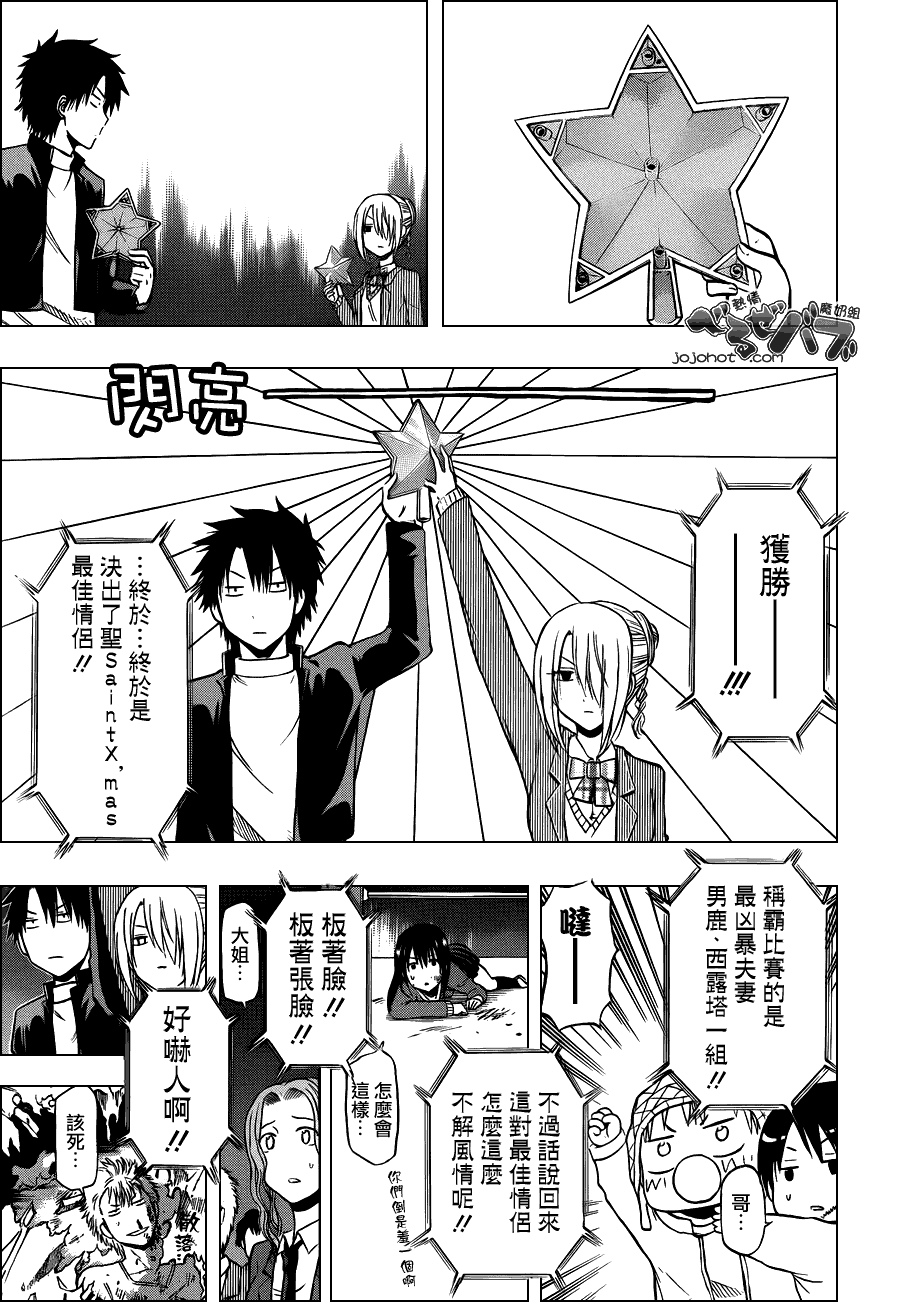 熱情
魔奶組
べるぜバブ
jojohot.com
閃亮
獲勝
——!!!
…終於…終於是
決出了聖SaintX,mas
最佳情侶!!
稱霸比賽的是
最凶暴夫妻
男鹿、西露塔一組!!
噠——
哥…
不過話說回來
這對最佳情侶
怎麼這麼
不解風情呢!!
怎麼會
這樣…
你們倒是羞一個啊
板著臉!!
板著張臉!!
大姐…
好嚇人啊!!
該死…
散落…